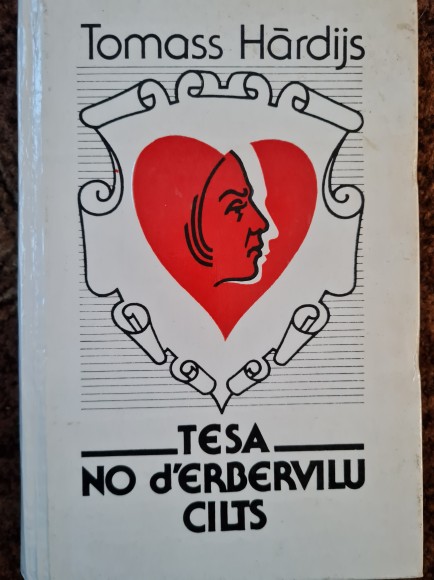 Tomass Hārdijs
TESA
NO d'ERBERVILU
CILTS